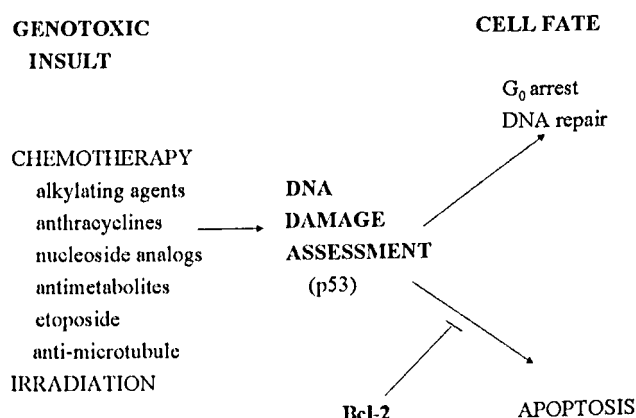 GENOTOXIC
INSULT
CELL FATE
G₀ arrest
DNA repair
CHEMOTHERAPY
alkylating agents
anthracyclines
nucleoside analogs
antimetabolites
etoposide
anti-microtubule
IRRADIATION
DNA
DAMAGE
ASSESSMENT
(p53)
Bcl-2
APOPTOSIS